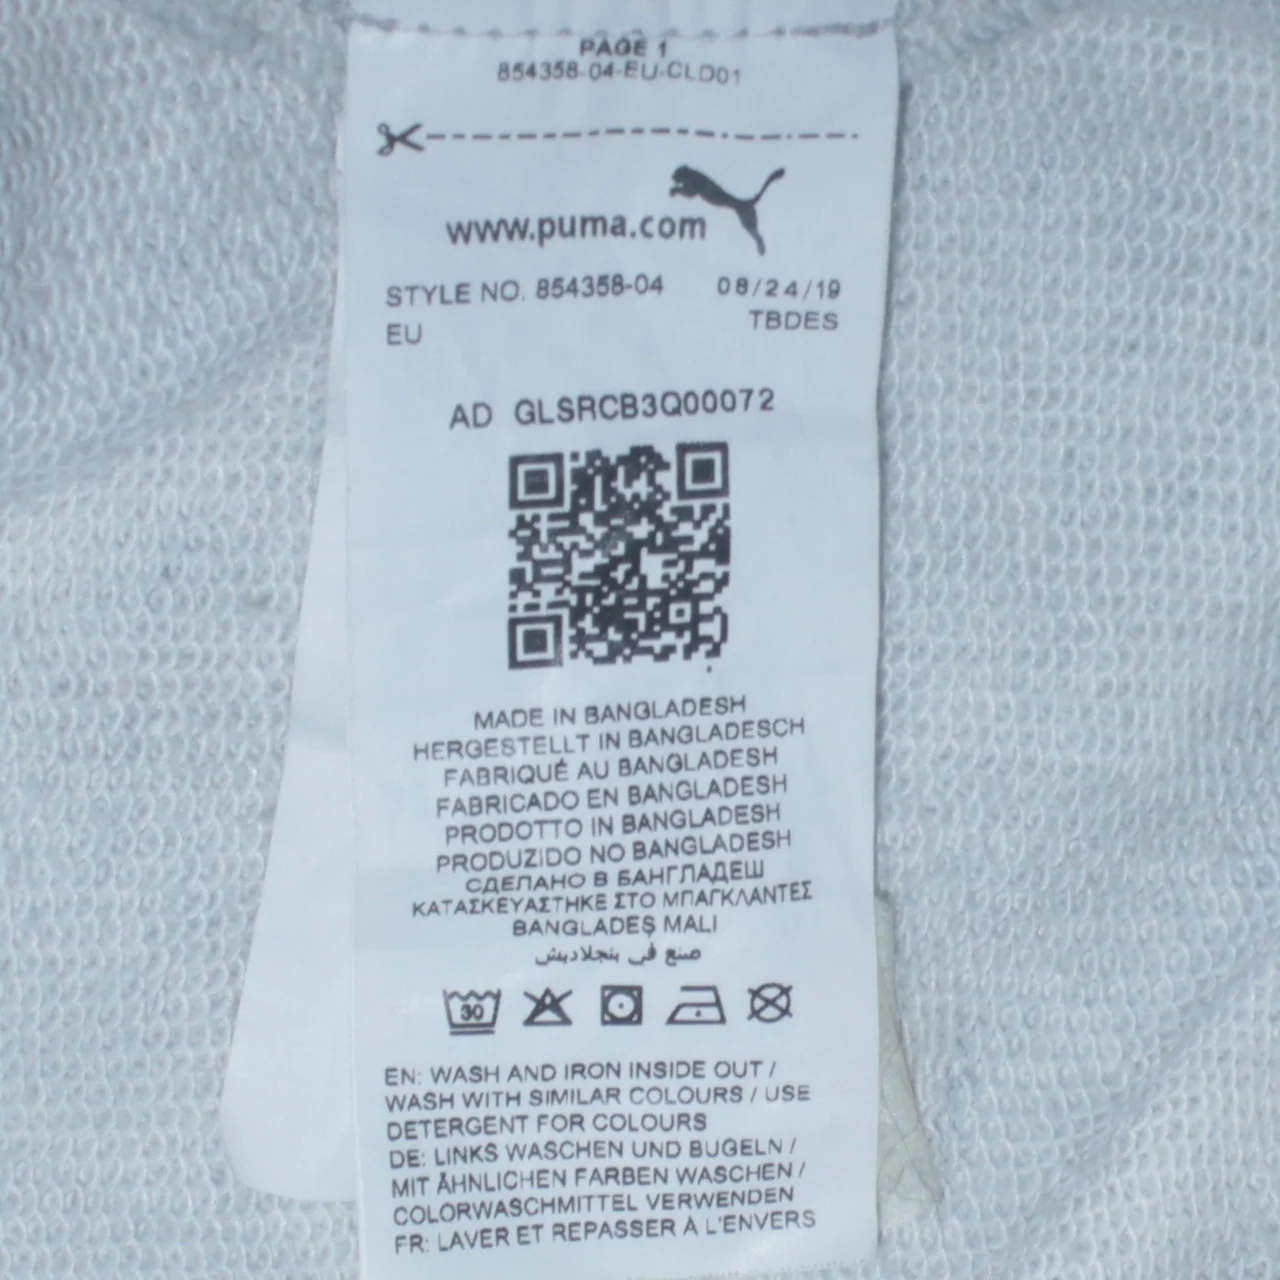 PAGE 1
854358-04-EU-CLD01
www.puma.com
STYLE NO. 854358-04 08/24/19
EU TBDES
AD GLSRCB3Q00072
MADE IN BANGLADESH
HERGESTELLT IN BANGLADESCH
FABRIQUÉ AU BANGLADESH
FABRICADO EN BANGLADESH
PRODOTTO IN BANGLADESH
PRODUZIDO NO BANGLADESH
СДЕЛАНО В БАНГЛАДЕШ
ΚΑΤΑΣΚΕΥΑΣΤΗΚΕ ΣΤΟ ΜΠΑΓΚΛΑΝΤΕΣ
BANGLADEŞ MALI
صنع في بنجلاديش
30
EN: WASH AND IRON INSIDE OUT /
WASH WITH SIMILAR COLOURS / USE
DETERGENT FOR COLOURS
DE: LINKS WASCHEN UND BUGELN /
MIT ÄHNLICHEN FARBEN WASCHEN /
COLORWASCHMITTEL VERWENDEN
FR: LAVER ET REPASSER À L'ENVERS